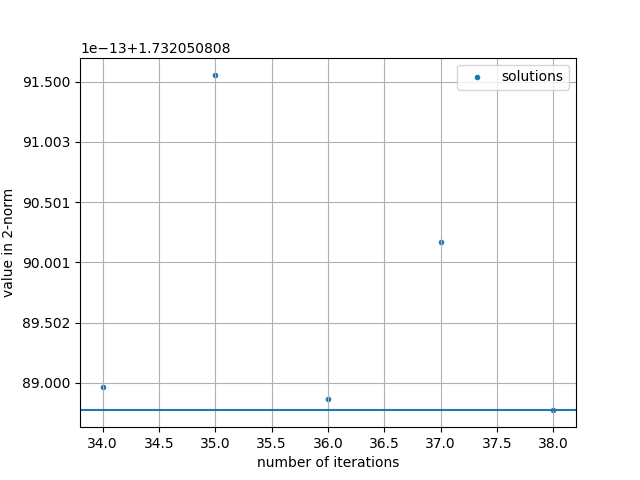 1e−13+1.732050808
91.500
91.003
90.501
90.001
89.502
89.000
value in 2-norm
solutions
34.0 34.5 35.0 35.5 36.0 36.5 37.0 37.5 38.0
number of iterations